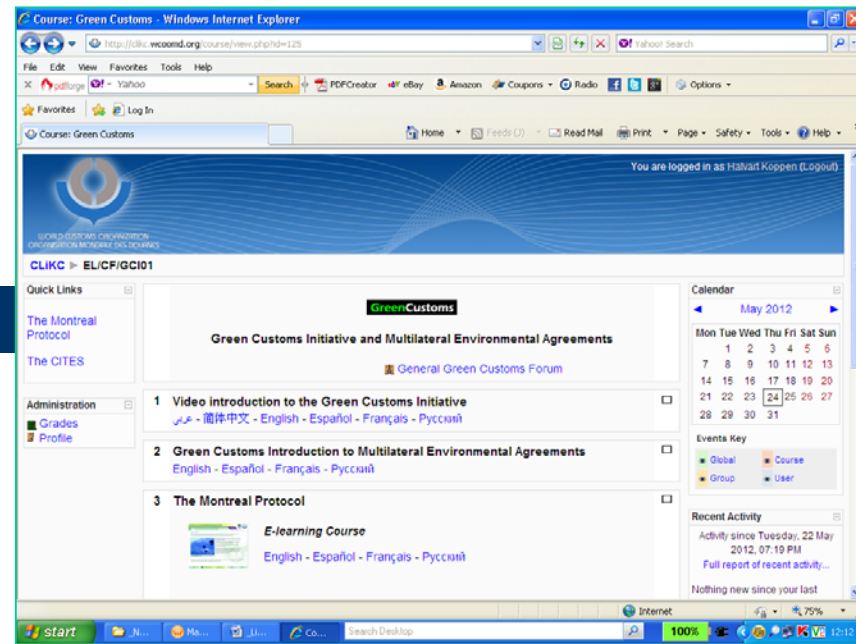 Course: Green Customs - Windows Internet Explorer
http://clikc.wcoomd.org/course/view.php?id=125
Yahoo! Search
File Edit View Favorites Tools Help
X pdfforge - Yahoo Search PDFCreator eBay Amazon Coupons Radio Options
Favorites Log In
Course: Green Customs
Home Feeds (J) Read Mail Print Page Safety Tools Help
You are logged in as Halvart Koppen (Logout)
WORLD CUSTOMS ORGANIZATION
ORGANISATION MONDIALE DES DOUANES
CLiKC ► EL/CF/GCI01
Quick Links
The Montreal Protocol
The CITES
Administration
Grades
Profile
GreenCustoms
Green Customs Initiative and Multilateral Environmental Agreements
General Green Customs Forum
1 Video introduction to the Green Customs Initiative
عربي - 简体中文 - English - Español - Français - Русский
2 Green Customs Introduction to Multilateral Environmental Agreements
English - Español - Français - Русский
3 The Montreal Protocol
E-learning Course
English - Español - Français - Русский
Calendar
◄ May 2012 ►
Mon Tue Wed Thu Fri Sat Sun
1 2 3 4 5 6
7 8 9 10 11 12 13
14 15 16 17 18 19 20
21 22 23 24 25 26 27
28 29 30 31
Events Key
Global Course
Group User
Recent Activity
Activity since Tuesday, 22 May
2012, 07:19 PM
Full report of recent activity...
Nothing new since your last
Internet 75%
start _N... Ma... _Li... Co... Search Desktop 100% 12:12